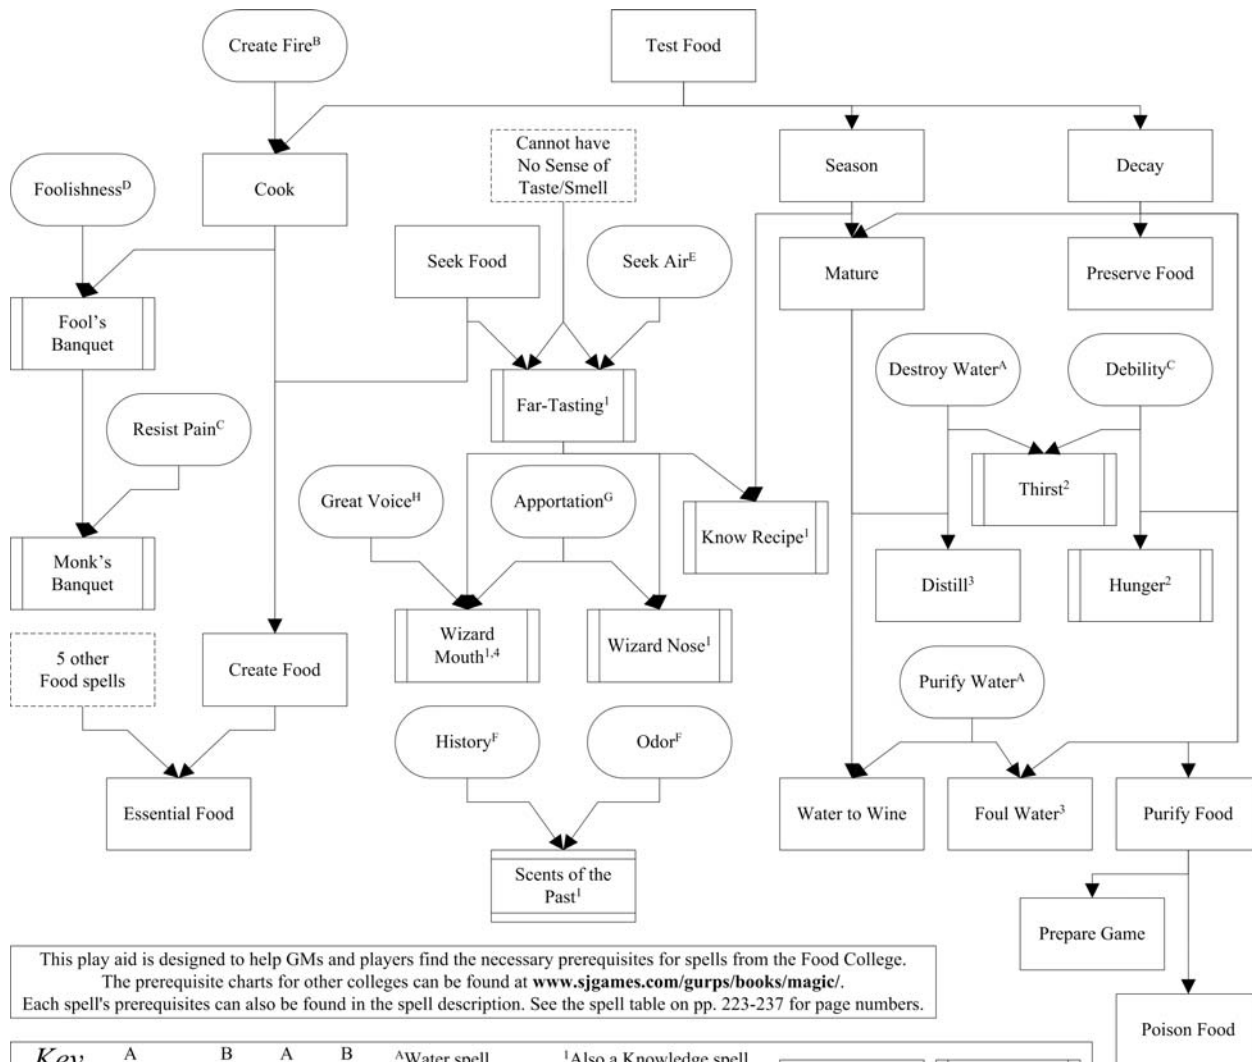 Create Fire^B
Test Food
Cannot have
No Sense of
Taste/Smell
Foolishness^D
Cook
Season
Decay
Seek Food
Seek Air^E
Mature
Preserve Food
Fool's
Banquet
Far-Tasting^1
Destroy Water^A
Debility^C
Resist Pain^C
Great Voice^H
Apportation^G
Know Recipe^1
Thirst^2
Monk's
Banquet
Distill^3
Hunger^2
5 other
Food spells
Create Food
Wizard
Mouth^1,4
Wizard Nose^1
Purify Water^A
History^F
Odor^F
Essential Food
Water to Wine
Foul Water^3
Purify Food
Scents of the
Past^1
Prepare Game
Poison Food
This play aid is designed to help GMs and players find the necessary prerequisites for spells from the Food College.
The prerequisite charts for other colleges can be found at www.sjgames.com/gurps/books/magic/.
Each spell's prerequisites can also be found in the spell description. See the spell table on pp. 223-237 for page numbers.
Key A B A B ^AWater spell ^1Also a Knowledge spell